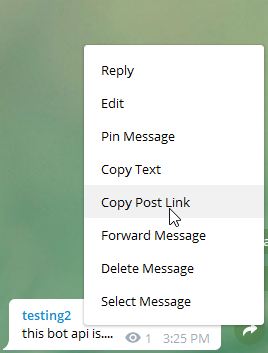 Reply
Edit
Pin Message
Copy Text
Copy Post Link
Forward Message
Delete Message
Select Message
testing2
this bot api is.... 1 3:25 PM